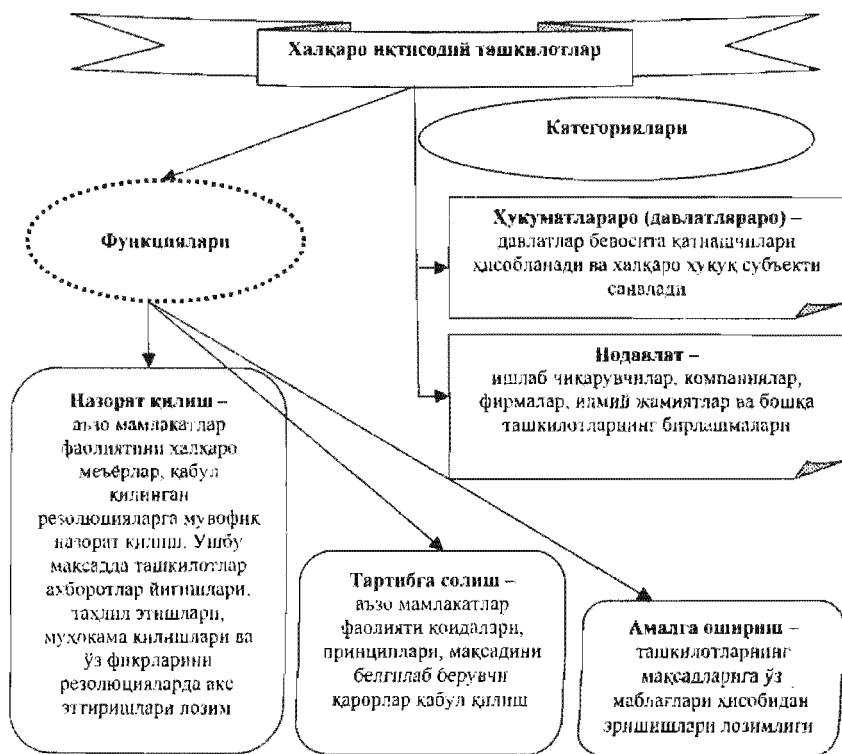 Халқаро иқтисодий ташкилотлар
Категориялари
Функциялари
Ҳукуматлараро (давлатлараро) –
давлатлар бевосита қатнашчилари
ҳисобланади ва халқаро ҳуқуқ субъекти
саналади
Нодавлат –
ишлаб чиқарувчилар, компаниялар,
фирмалар, илмий жамиятлар ва бошқа
ташкилотларнинг бирлашмалари
Назорат қилиш –
аъзо мамлакатлар
фаолиятини халқаро
меъёрлар, қабул
қилинган
резолюцияларга мувофиқ
назорат қилиш. Ушбу
мақсадда ташкилотлар
ахборотлар йиғишлари,
таҳлил этишлари,
муҳокама қилишлари ва
ўз фикрларини
резолюцияларда акс
эттиришлари лозим
Тартибга солиш –
аъзо мамлакатлар
фаолияти қоидалари,
принциплари, мақсадини
белгилаб берувчи
қарорлар қабул қилиш
Амалга ошириш –
ташкилотларнинг
мақсадларига ўз
маблағлари ҳисобидан
эришишлари лозимлиги